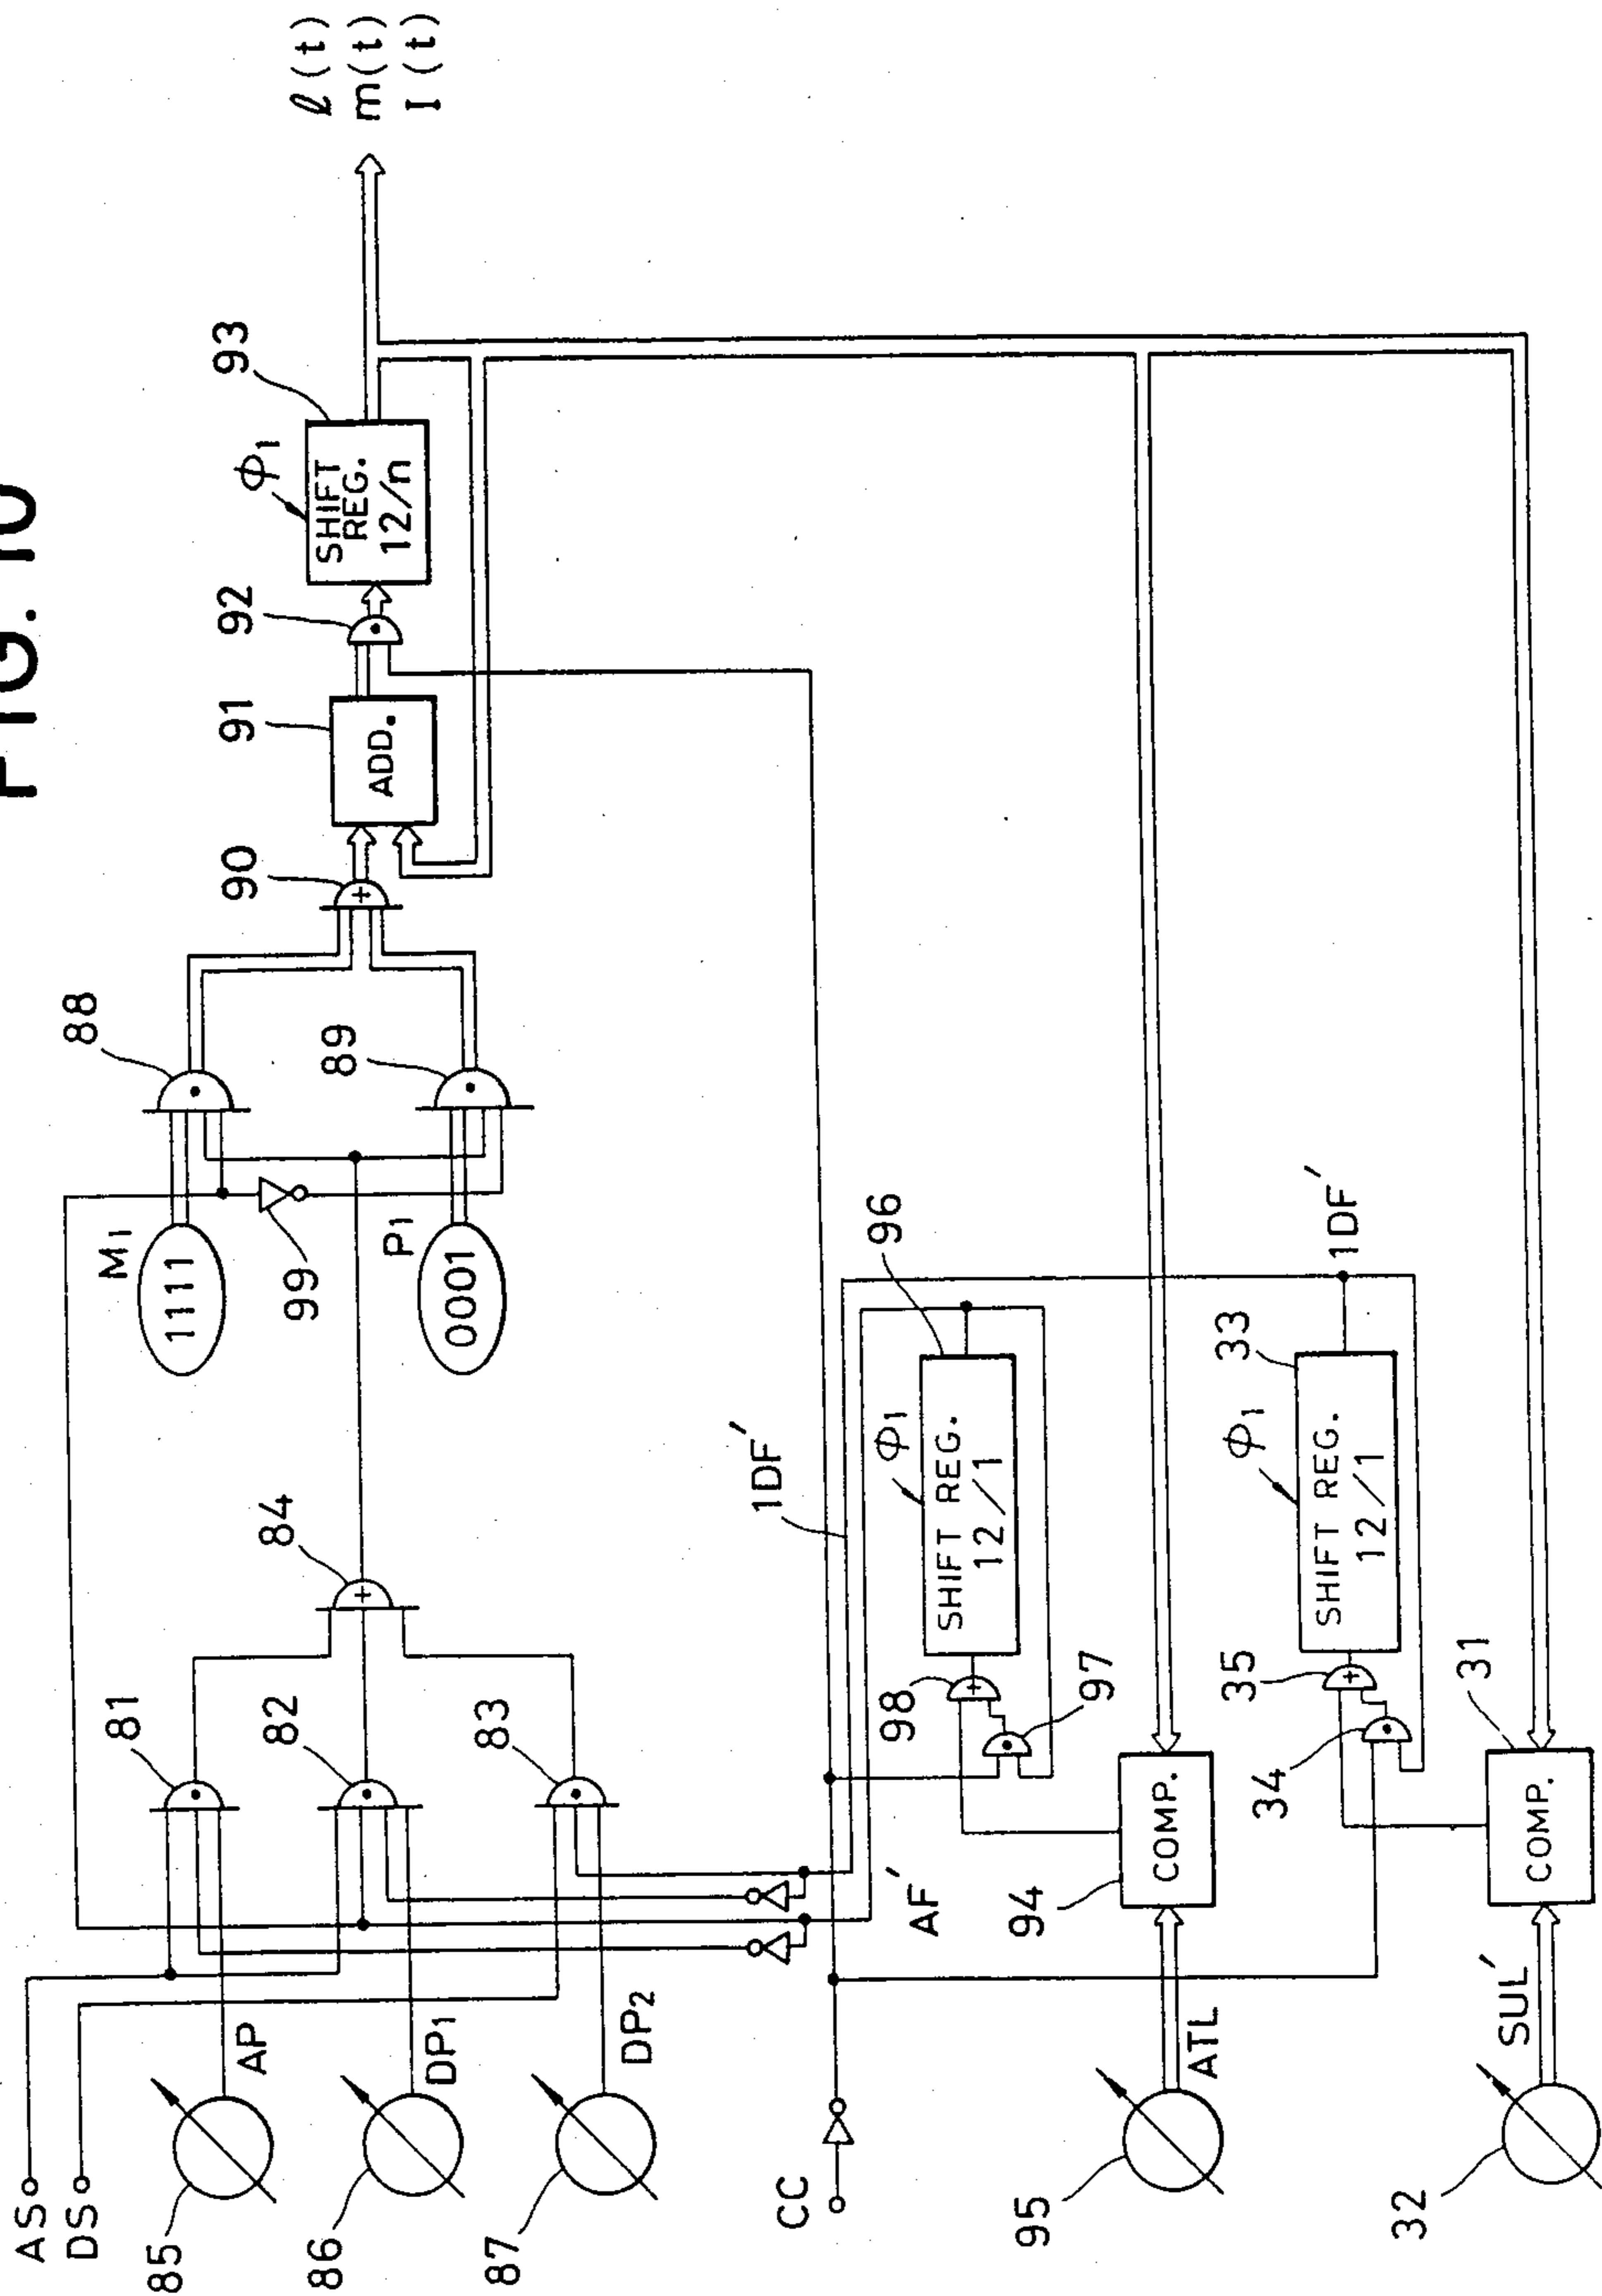 FIG. 10
AS
DS
85
AP
86
DP1
87
DP2
81
82
83
84
M1
1111
99
P1
0001
88
89
90
91
ADD.
92
93
ϕ1
SHIFT
REG.
12/n
ℓ(t)
m(t)
I(t)
CC
AF′
1DF′
95
ATL
94
COMP.
98
97
ϕ1
SHIFT REG.
12/1
96
32
SUL′
31
COMP.
34
35
ϕ1
33
SHIFT REG.
12/1
1DF′